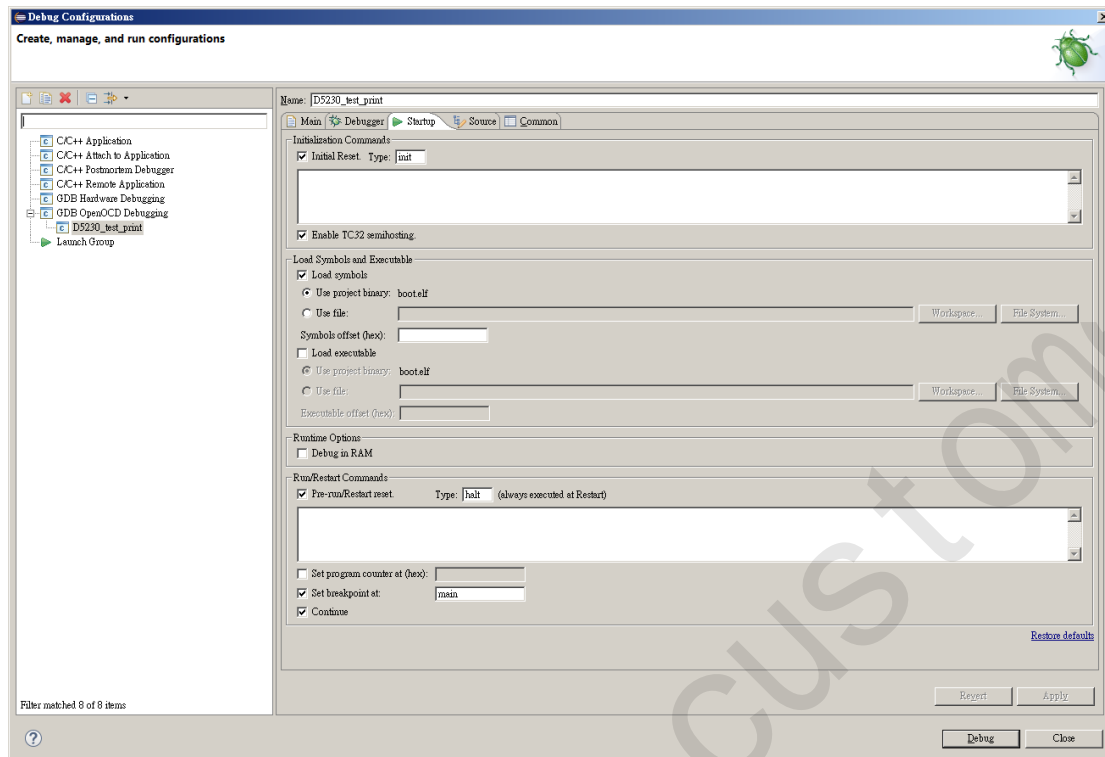 Debug Configurations
Create, manage, and run configurations
Name: D5230_test_print
Main Debugger Startup Source Common
C/C++ Application
C/C++ Attach to Application
C/C++ Postmortem Debugger
C/C++ Remote Application
GDB Hardware Debugging
GDB OpenOCD Debugging
D5230_test_print
Launch Group
Filter matched 8 of 8 items
Initialization Commands
Initial Reset. Type: init
Enable TC32 semihosting.
Load Symbols and Executable
Load symbols
Use project binary: boot.elf
Use file: Workspace... File System...
Symbols offset (hex):
Load executable
Use project binary: boot.elf
Use file: Workspace... File System...
Executable offset (hex):
Runtime Options
Debug in RAM
Run/Restart Commands
Pre-run/Restart reset. Type: halt (always executed at Restart)
Set program counter at (hex):
Set breakpoint at: main
Continue
Restore defaults
Revert Apply
Debug Close
custom